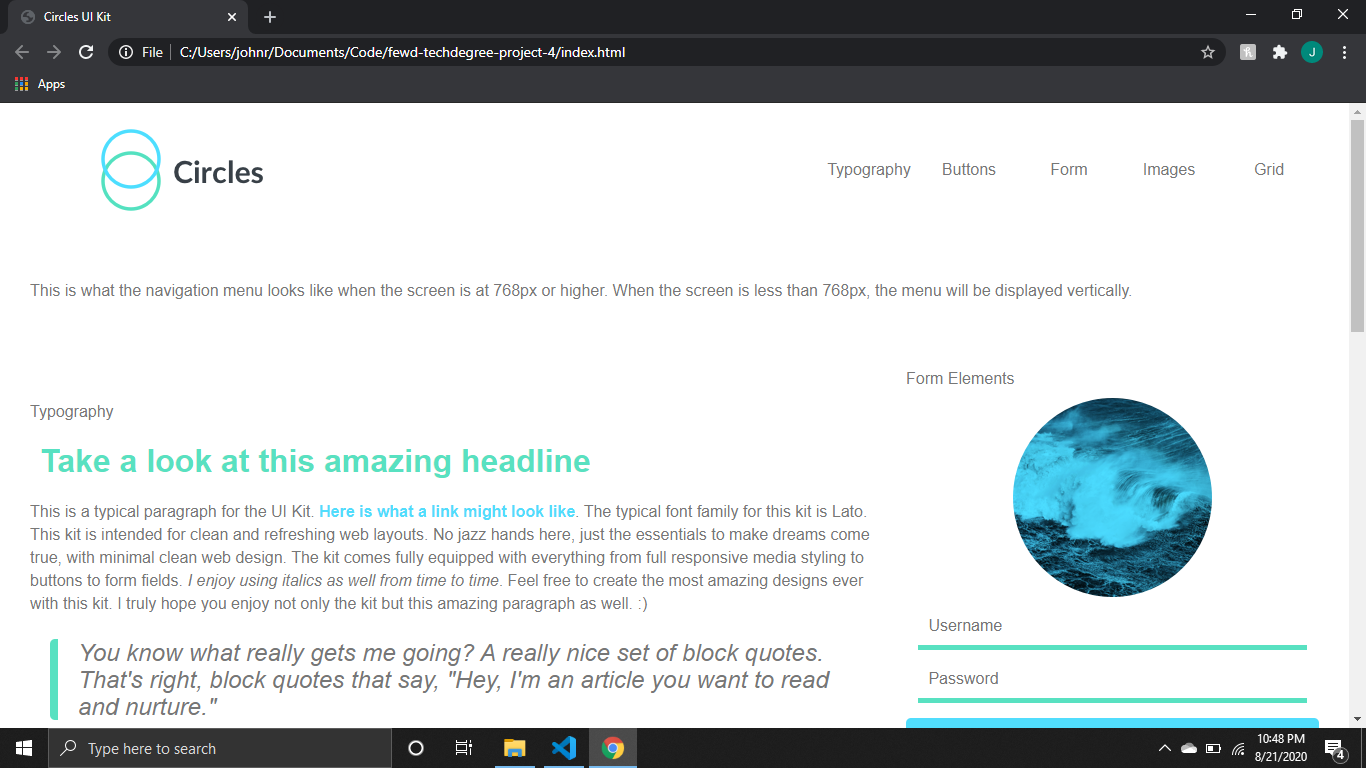 Circles UI Kit
File
C:/Users/johnr/Documents/Code/fewd-techdegree-project-4/index.html
J
Apps
Circles
Typography Buttons Form Images Grid
This is what the navigation menu looks like when the screen is at 768px or higher. When the screen is less than 768px, the menu will be displayed vertically.
Typography
Take a look at this amazing headline
This is a typical paragraph for the UI Kit. Here is what a link might look like. The typical font family for this kit is Lato.
This kit is intended for clean and refreshing web layouts. No jazz hands here, just the essentials to make dreams come
true, with minimal clean web design. The kit comes fully equipped with everything from full responsive media styling to
buttons to form fields. I enjoy using italics as well from time to time. Feel free to create the most amazing designs ever
with this kit. I truly hope you enjoy not only the kit but this amazing paragraph as well. :)
You know what really gets me going? A really nice set of block quotes.
That's right, block quotes that say, "Hey, I'm an article you want to read
and nurture."
Form Elements
Username
Password
Type here to search
10:48 PM
8/21/2020
4